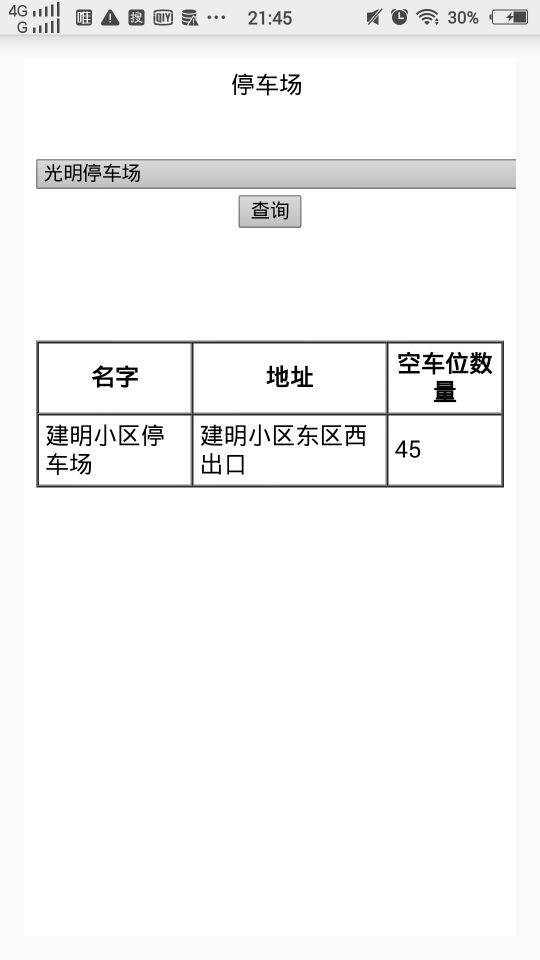 4G
G
21:45
30%
停车场
光明停车场
查询
名字
地址
空车位数
量
建明小区停
车场
建明小区东区西
出口
45